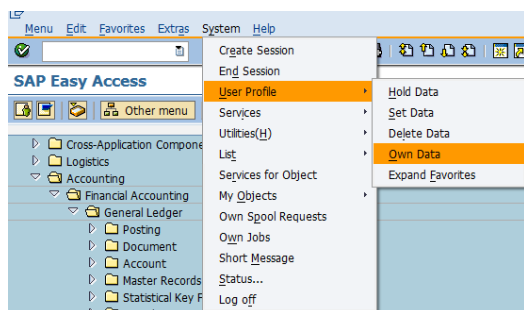 Menu Edit Favorites Extras System Help
SAP Easy Access
Other menu
Cross-Application Compone
Logistics
Accounting
Financial Accounting
General Ledger
Posting
Document
Account
Master Records
Statistical Key F
Create Session
End Session
User Profile
Services
Utilities(H)
List
Services for Object
My Objects
Own Spool Requests
Own Jobs
Short Message
Status...
Log off
Hold Data
Set Data
Delete Data
Own Data
Expand Favorites